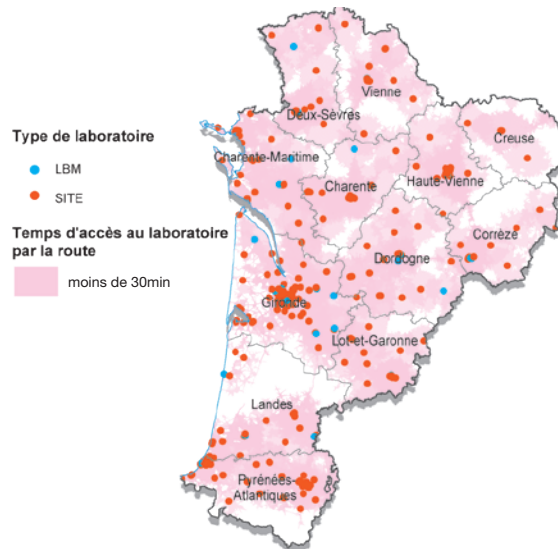 Type de laboratoire
LBM
SITE
Temps d'accès au laboratoire
par la route
moins de 30min
Vienne
Deux-Sèvres
Creuse
Charente-Maritime
Charente
Haute-Vienne
Corrèze
Dordogne
Gironde
Lot-et-Garonne
Landes
Pyrénées-
Atlantiques